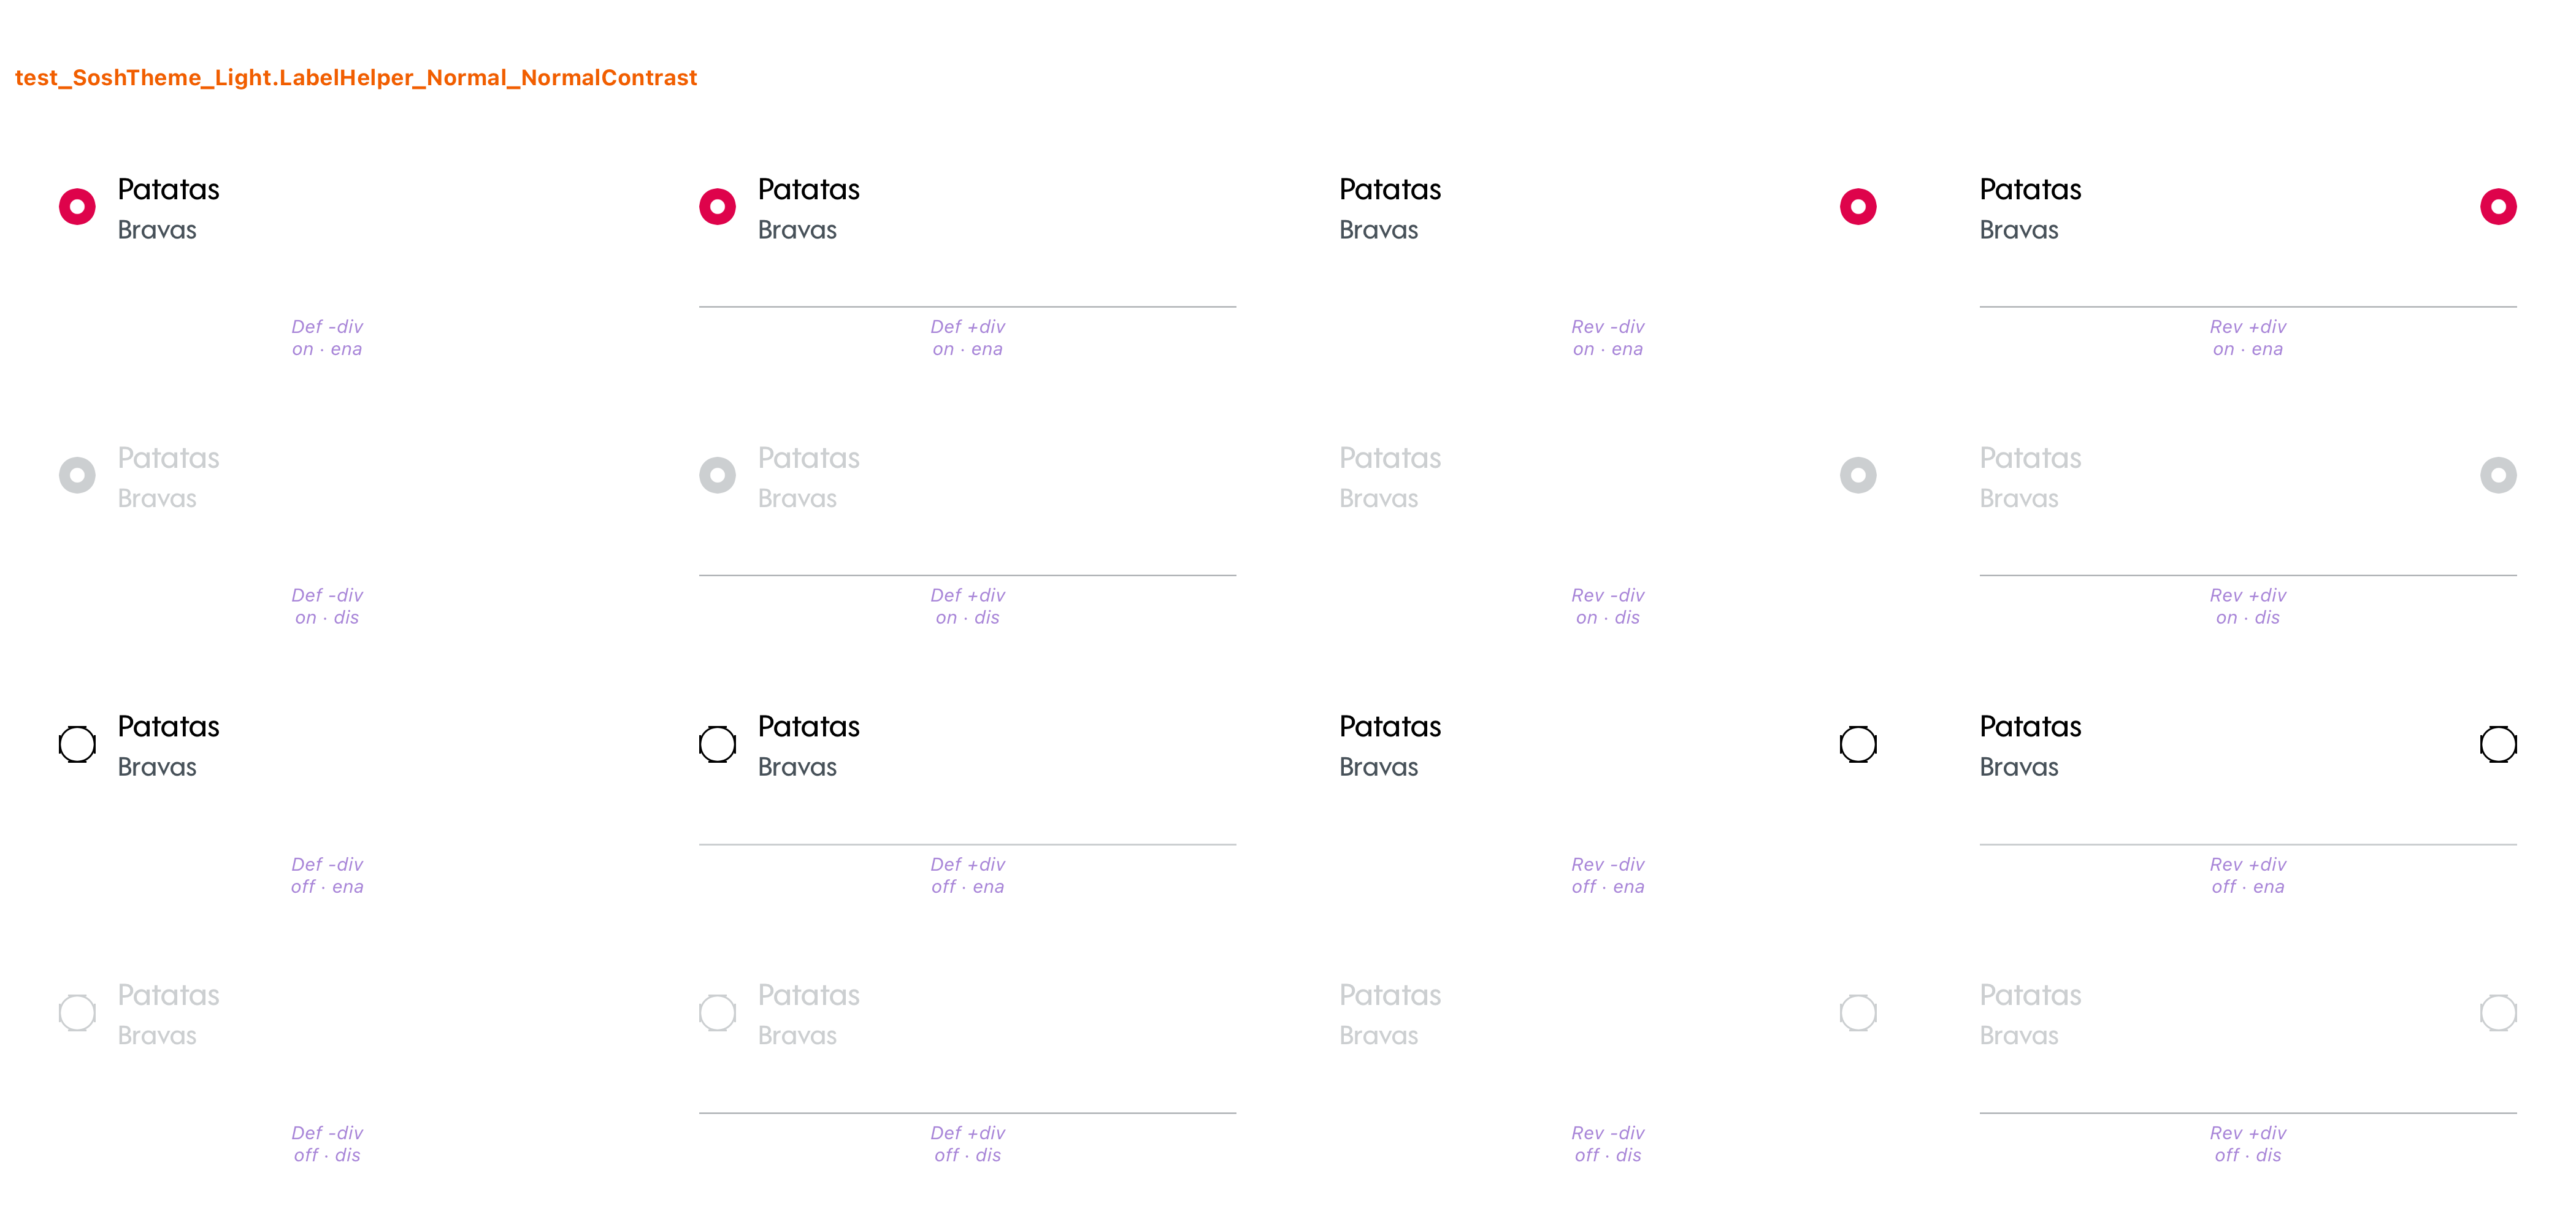 test_SoshTheme_Light.LabelHelper_Normal_NormalContrast
Patatas
Bravas
Def -div
on · ena
Patatas
Bravas
Def +div
on · ena
Patatas
Bravas
Rev -div
on · ena
Patatas
Bravas
Rev +div
on · ena
Patatas
Bravas
Def -div
on · dis
Patatas
Bravas
Def +div
on · dis
Patatas
Bravas
Rev -div
on · dis
Patatas
Bravas
Rev +div
on · dis
Patatas
Bravas
Def -div
off · ena
Patatas
Bravas
Def +div
off · ena
Patatas
Bravas
Rev -div
off · ena
Patatas
Bravas
Rev +div
off · ena
Patatas
Bravas
Def -div
off · dis
Patatas
Bravas
Def +div
off · dis
Patatas
Bravas
Rev -div
off · dis
Patatas
Bravas
Rev +div
off · dis